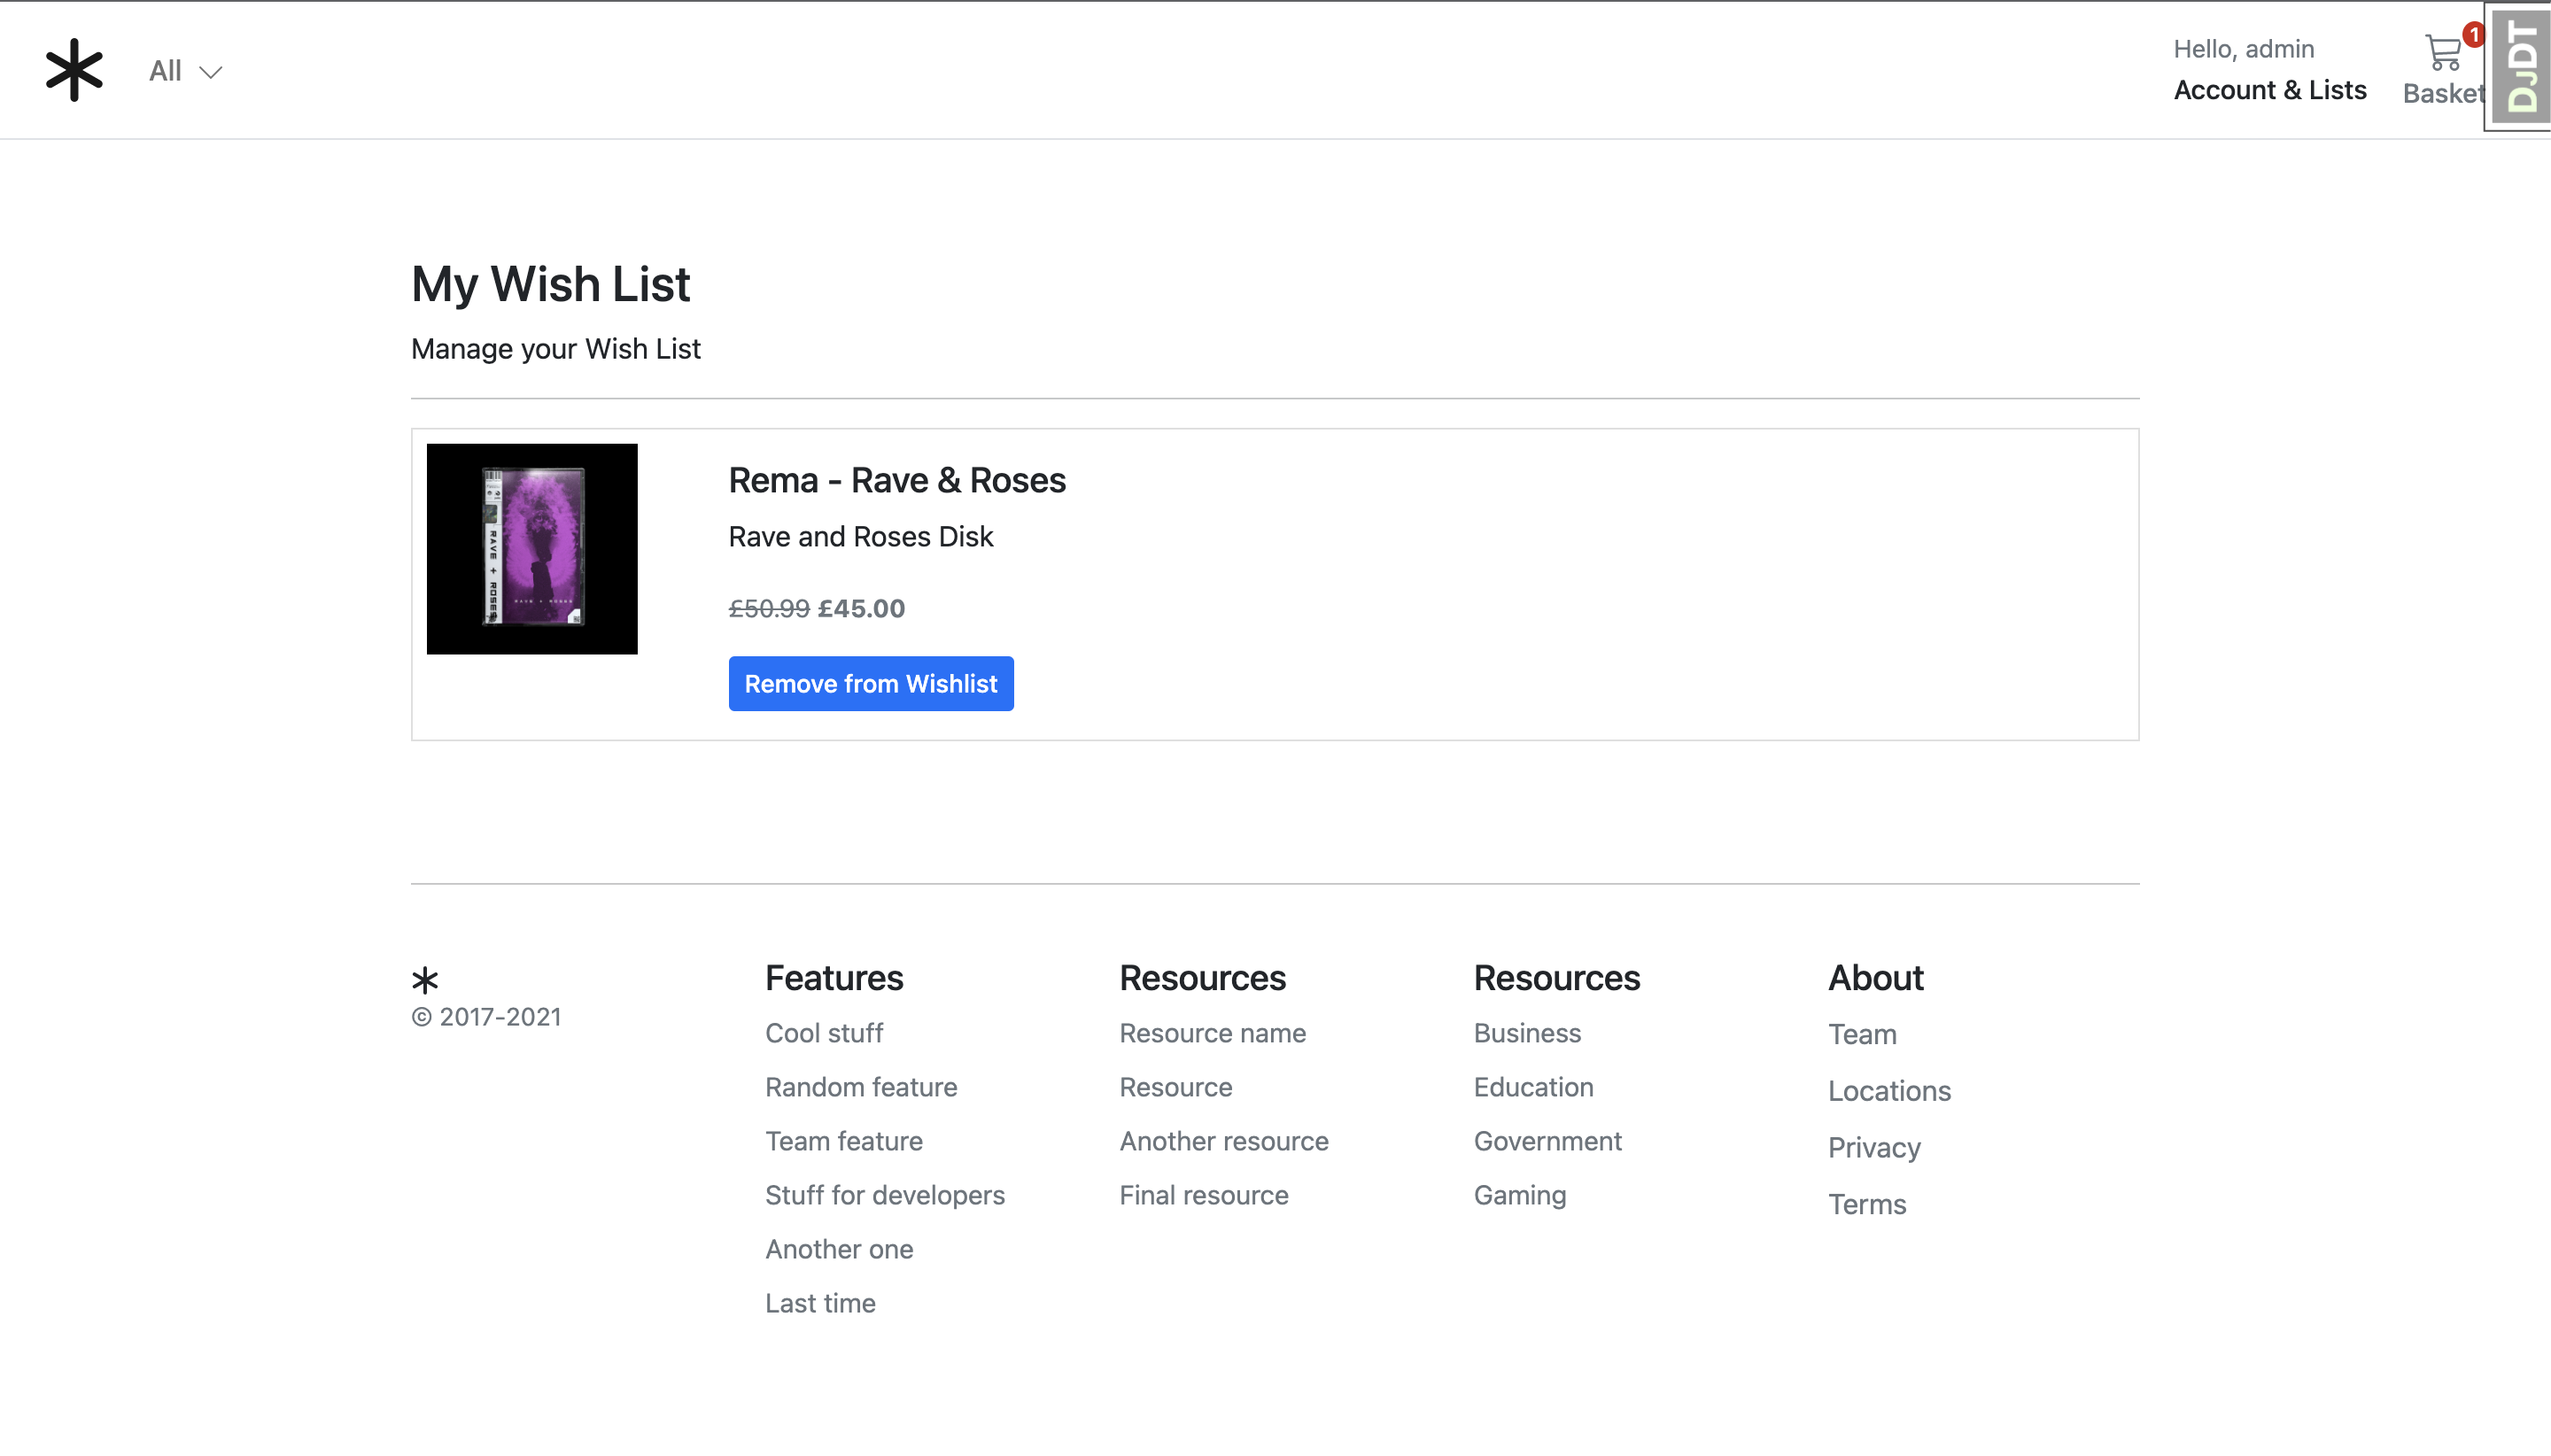 All
Hello, admin
Account & Lists
1
Basket
DJDT
My Wish List
Manage your Wish List
RAVE + ROSES
RAVE + ROSES
Rema - Rave & Roses
Rave and Roses Disk
£50.99 £45.00
Remove from Wishlist
© 2017-2021
Features
Cool stuff
Random feature
Team feature
Stuff for developers
Another one
Last time
Resources
Resource name
Resource
Another resource
Final resource
Resources
Business
Education
Government
Gaming
About
Team
Locations
Privacy
Terms